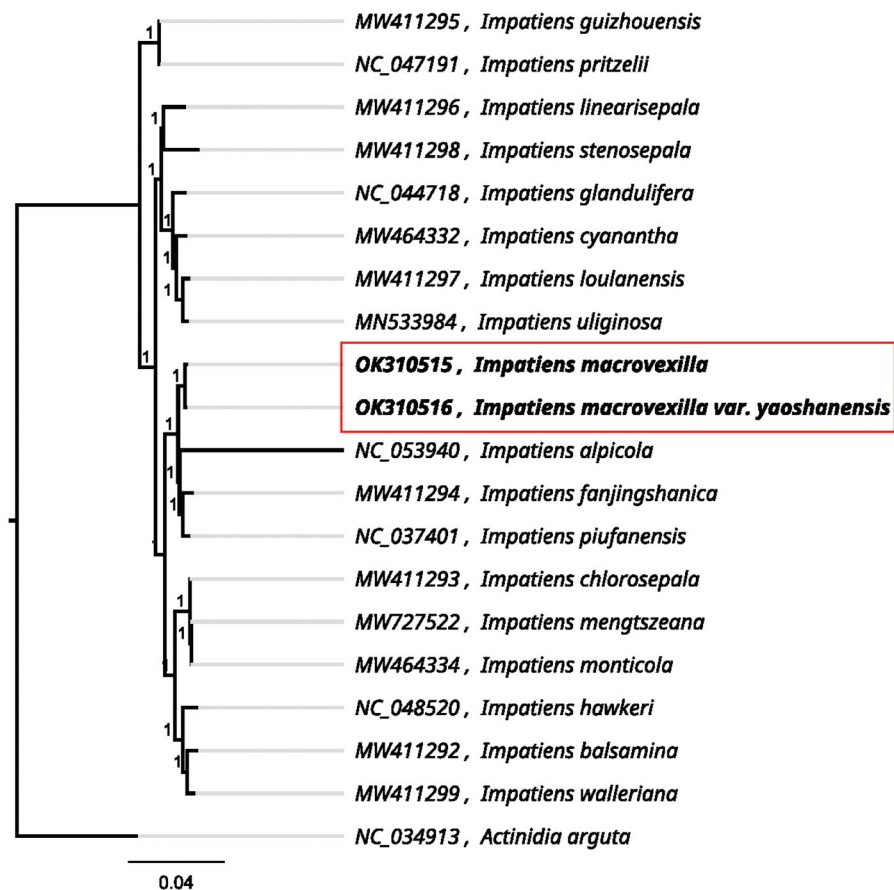 1
MW411295 , Impatiens guizhouensis
NC_047191 , Impatiens pritzelii
1
MW411296 , Impatiens linearisepala
MW411298 , Impatiens stenosepala
1
NC_044718 , Impatiens glandulifera
1
MW464332 , Impatiens cyanantha
1
MW411297 , Impatiens loulanensis
1
MN533984 , Impatiens uliginosa
1
OK310515 , Impatiens macrovexilla
1
OK310516 , Impatiens macrovexilla var. yaoshanensis
1
NC_053940 , Impatiens alpicola
1
MW411294 , Impatiens fanjingshanica
1
NC_037401 , Impatiens piufanensis
MW411293 , Impatiens chlorosepala
1
MW727522 , Impatiens mengtszeana
1
MW464334 , Impatiens monticola
NC_048520 , Impatiens hawkeri
1
MW411292 , Impatiens balsamina
1
MW411299 , Impatiens walleriana
NC_034913 , Actinidia arguta
0.04